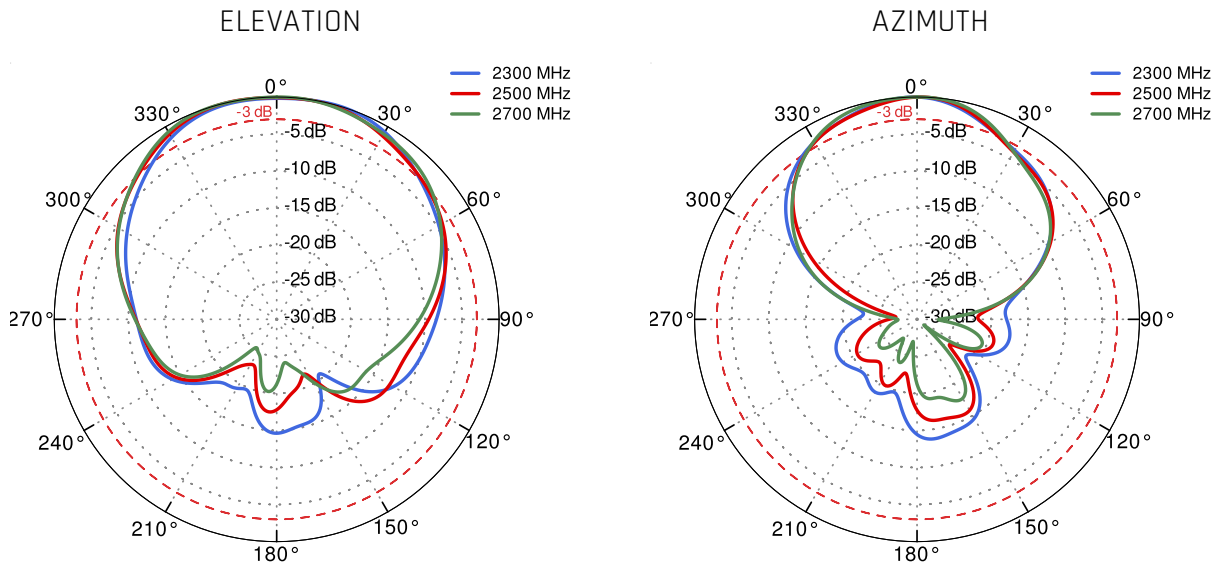 ELEVATION
2300 MHz
2500 MHz
2700 MHz
0°
330°
30°
-3 dB
-5 dB
-10 dB
300°
60°
-15 dB
-20 dB
-25 dB
-30 dB
270°
90°
240°
120°
210°
150°
180°
AZIMUTH
2300 MHz
2500 MHz
2700 MHz
0°
330°
30°
-3 dB
-5 dB
-10 dB
300°
60°
-15 dB
-20 dB
-25 dB
-30 dB
270°
90°
240°
120°
210°
150°
180°